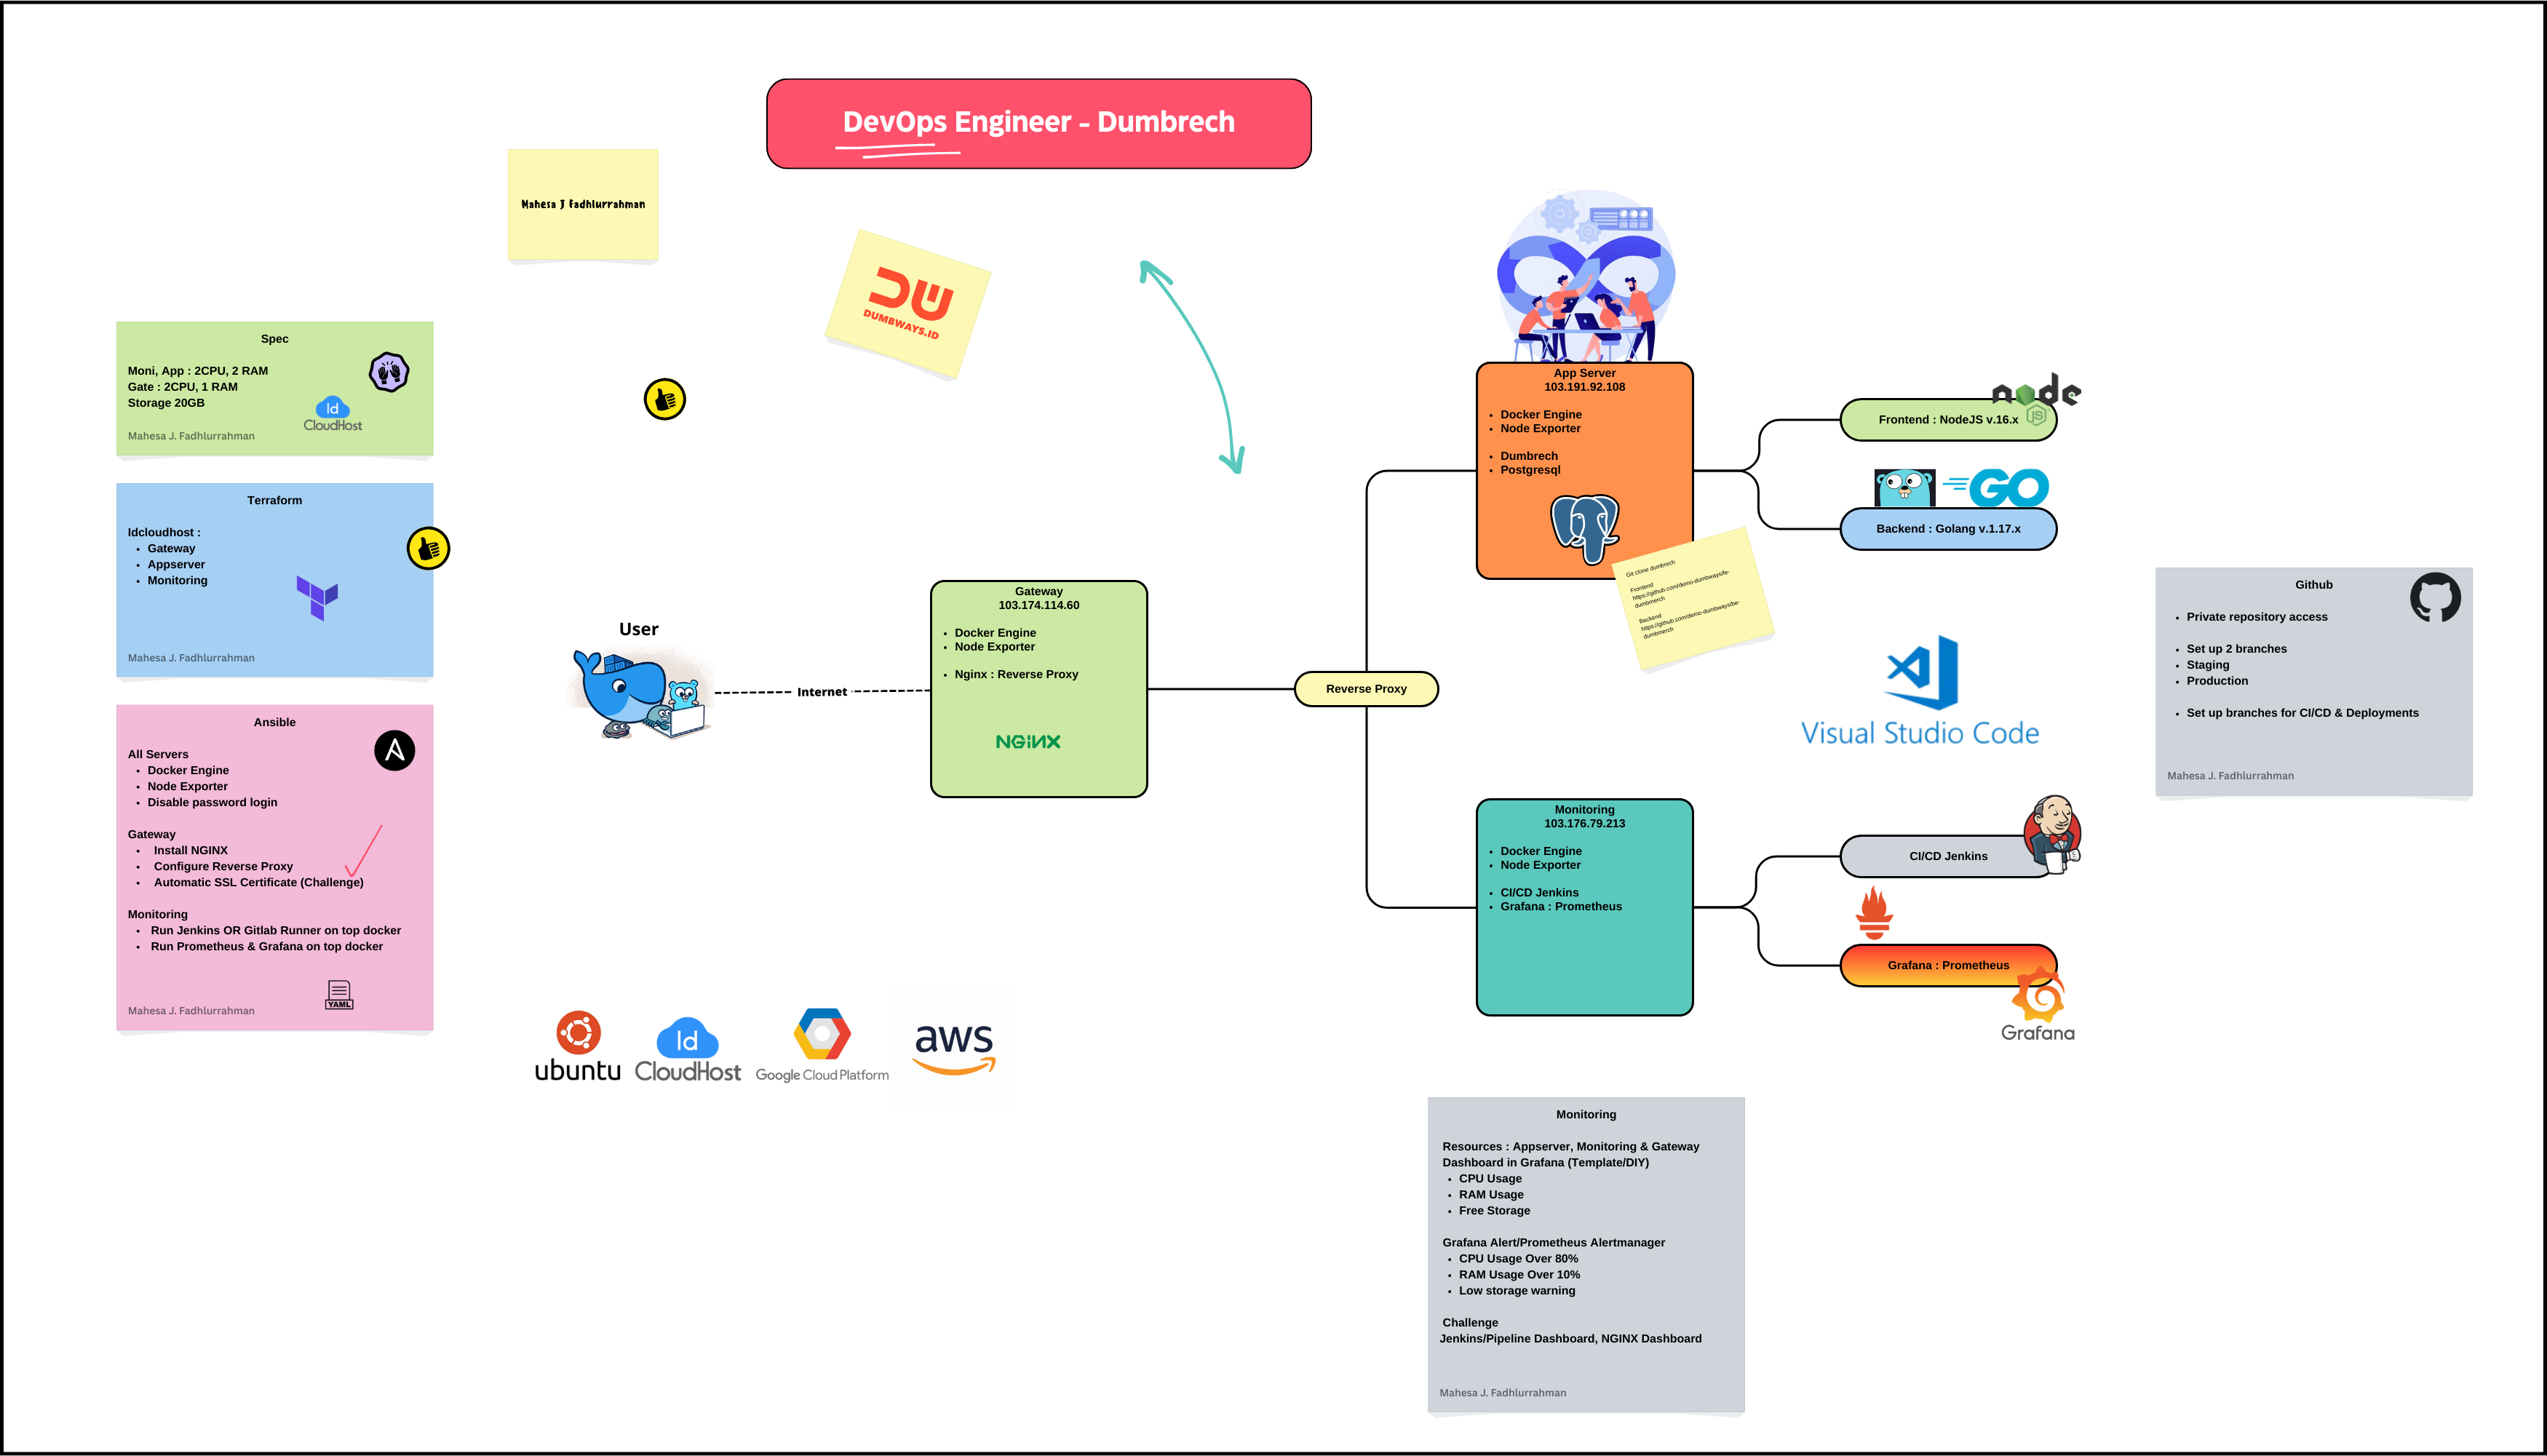 DevOps Engineer - Dumbrech
Mahesa J Fadhlurrahman
DUMBWAYS.ID
Spec
Moni, App : 2CPU, 2 RAM
Gate : 2CPU, 1 RAM
Storage 20GB
Id
CloudHost
Mahesa J. Fadhlurrahman
Terraform
Idcloudhost :
• Gateway
• Appserver
• Monitoring
Mahesa J. Fadhlurrahman
Ansible
All Servers
• Docker Engine
• Node Exporter
• Disable password login
Gateway
• Install NGINX
• Configure Reverse Proxy
• Automatic SSL Certificate (Challenge)
Monitoring
• Run Jenkins OR Gitlab Runner on top docker
• Run Prometheus & Grafana on top docker
YAML
Mahesa J. Fadhlurrahman
User
Internet
Gateway
103.174.114.60
• Docker Engine
• Node Exporter
• Nginx : Reverse Proxy
NGINX
Reverse Proxy
App Server
103.191.92.108
• Docker Engine
• Node Exporter
• Dumbrech
• Postgresql
Git clone dumbrech
Frontend
https://github.com/demo-dumbways/fe-
dumbmerch
Backend
https://github.com/demo-dumbways/be-
dumbmerch
node
JS
Frontend : NodeJS v.16.x
GO
Backend : Golang v.1.17.x
Visual Studio Code
Github
• Private repository access
• Set up 2 branches
• Staging
• Production
• Set up branches for CI/CD & Deployments
Mahesa J. Fadhlurrahman
Monitoring
103.176.79.213
• Docker Engine
• Node Exporter
• CI/CD Jenkins
• Grafana : Prometheus
CI/CD Jenkins
Grafana : Prometheus
Grafana
ubuntu
Id
CloudHost
Google Cloud Platform
aws
Monitoring
Resources : Appserver, Monitoring & Gateway
Dashboard in Grafana (Template/DIY)
• CPU Usage
• RAM Usage
• Free Storage
Grafana Alert/Prometheus Alertmanager
• CPU Usage Over 80%
• RAM Usage Over 10%
• Low storage warning
Challenge
Jenkins/Pipeline Dashboard, NGINX Dashboard
Mahesa J. Fadhlurrahman